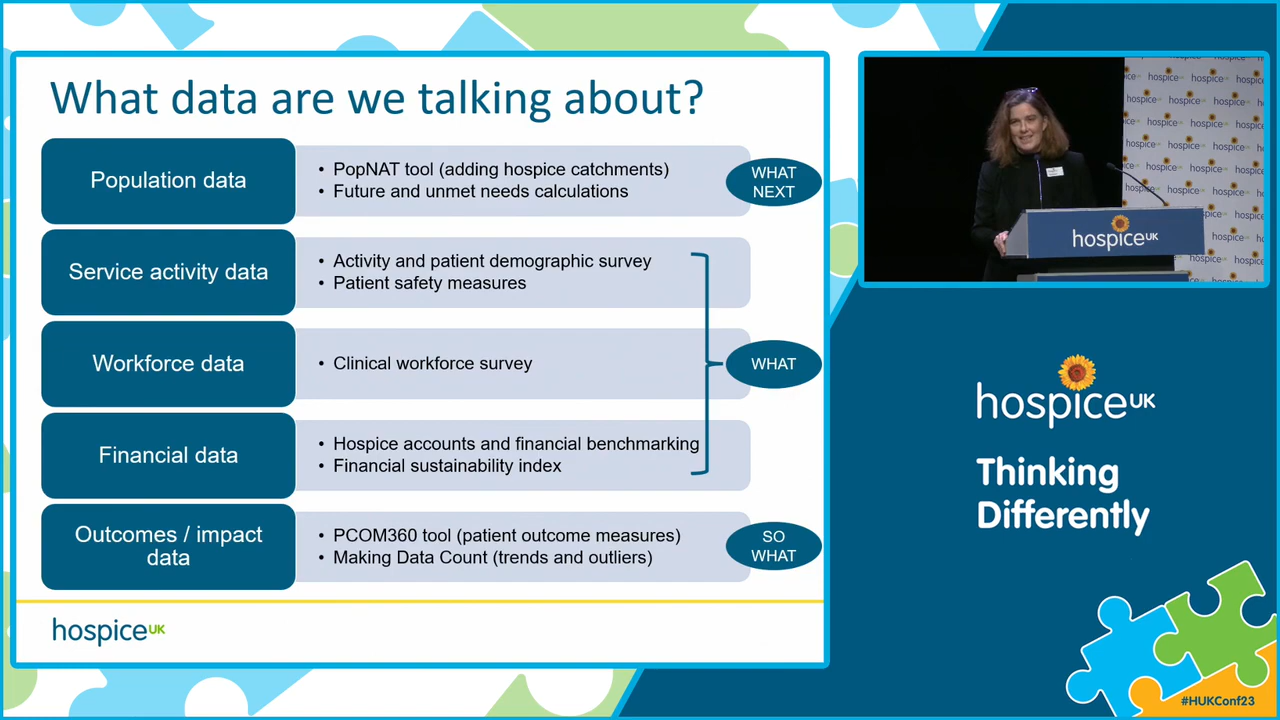 What data are we talking about?
Population data
• PopNAT tool (adding hospice catchments)
• Future and unmet needs calculations
WHAT
NEXT
Service activity data
• Activity and patient demographic survey
• Patient safety measures
Workforce data
• Clinical workforce survey
WHAT
Financial data
• Hospice accounts and financial benchmarking
• Financial sustainability index
Outcomes / impact
data
• PCOM360 tool (patient outcome measures)
• Making Data Count (trends and outliers)
SO
WHAT
hospiceUK
hospiceUK
hospiceUK
Thinking
Differently
#HUKConf23